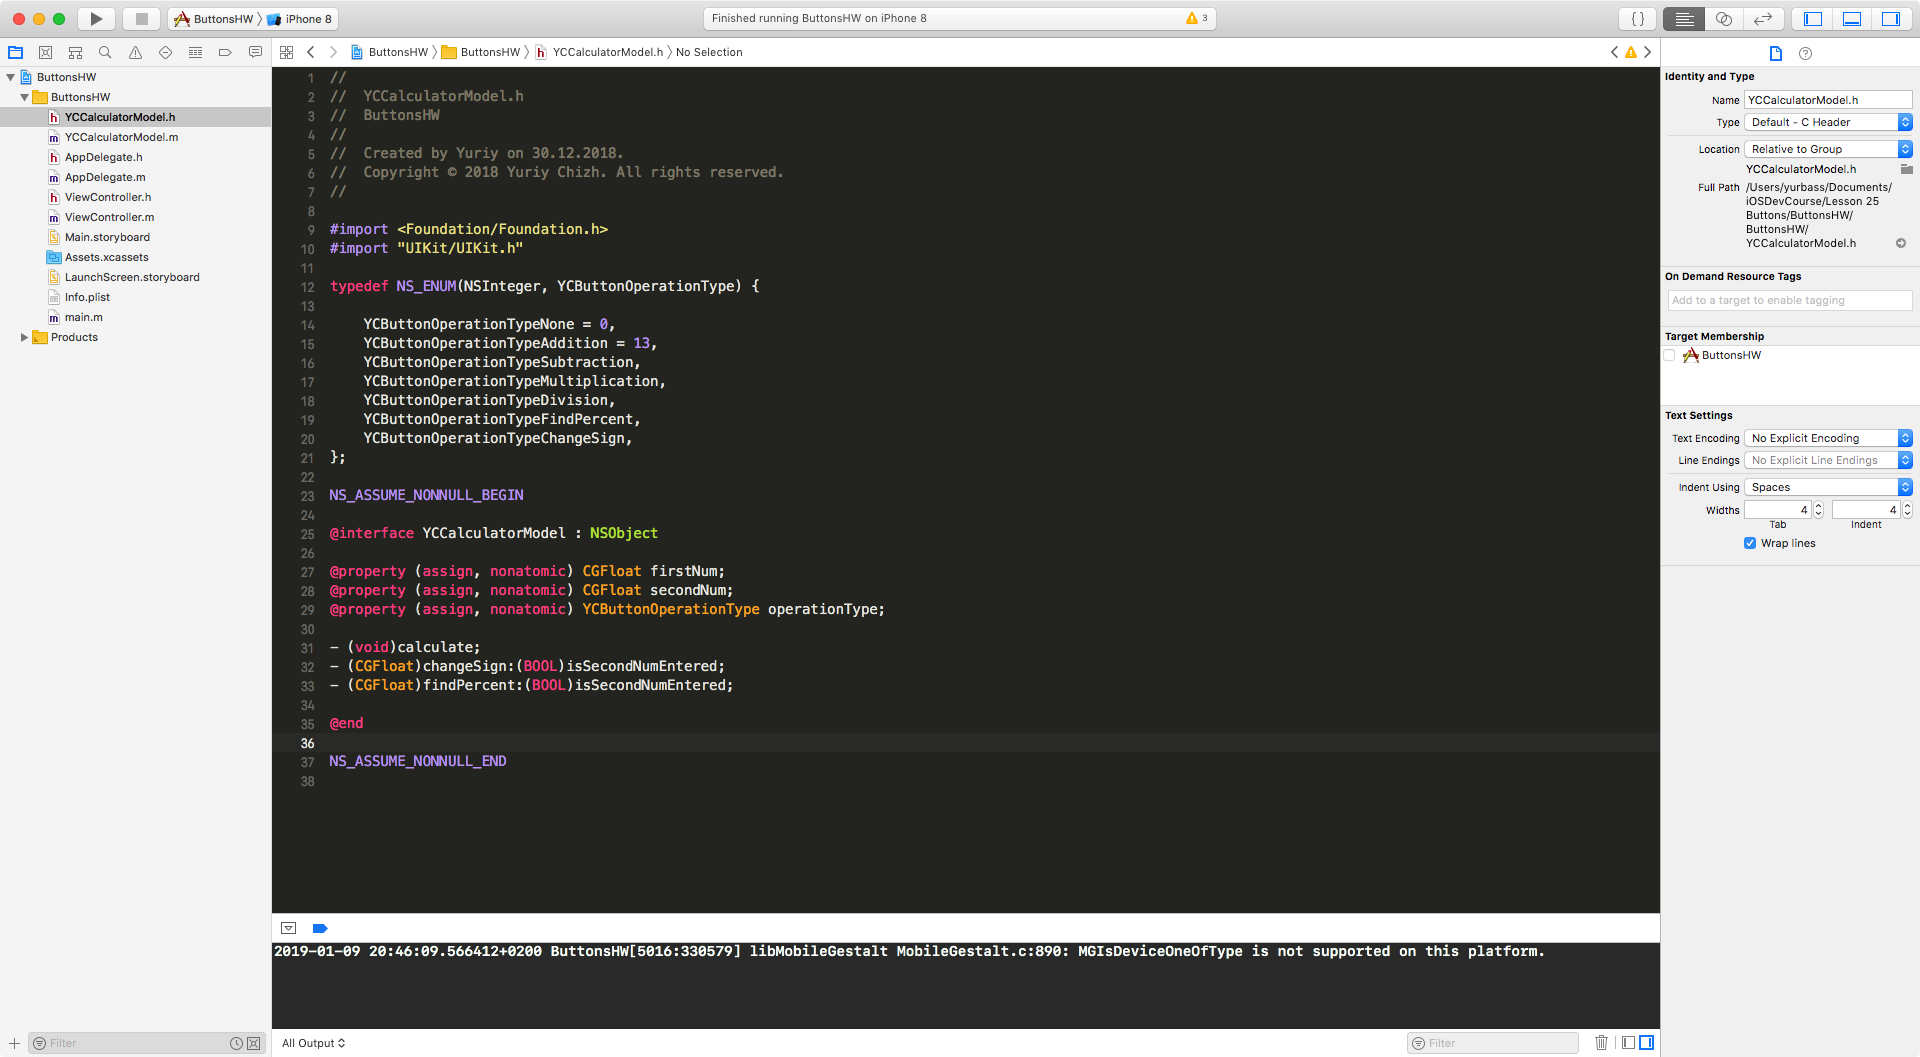 ButtonsHW iPhone 8
Finished running ButtonsHW on iPhone 8
3
{}
ButtonsHW ButtonsHW YCCalculatorModel.h No Selection
ButtonsHW
ButtonsHW
YCCalculatorModel.h
YCCalculatorModel.m
AppDelegate.h
AppDelegate.m
ViewController.h
ViewController.m
Main.storyboard
Assets.xcassets
LaunchScreen.storyboard
Info.plist
main.m
Products
1 //
2 //  YCCalculatorModel.h
3 //  ButtonsHW
4 //
5 //  Created by Yuriy on 30.12.2018.
6 //  Copyright © 2018 Yuriy Chizh. All rights reserved.
7 //
8
9 #import <Foundation/Foundation.h>
10 #import "UIKit/UIKit.h"
11
12 typedef NS_ENUM(NSInteger, YCButtonOperationType) {
13
14     YCButtonOperationTypeNone = 0,
15     YCButtonOperationTypeAddition = 13,
16     YCButtonOperationTypeSubtraction,
17     YCButtonOperationTypeMultiplication,
18     YCButtonOperationTypeDivision,
19     YCButtonOperationTypeFindPercent,
20     YCButtonOperationTypeChangeSign,
21 };
22
23 NS_ASSUME_NONNULL_BEGIN
24
25 @interface YCCalculatorModel : NSObject
26
27 @property (assign, nonatomic) CGFloat firstNum;
28 @property (assign, nonatomic) CGFloat secondNum;
29 @property (assign, nonatomic) YCButtonOperationType operationType;
30
31 - (void)calculate;
32 - (CGFloat)changeSign:(BOOL)isSecondNumEntered;
33 - (CGFloat)findPercent:(BOOL)isSecondNumEntered;
34
35 @end
36
37 NS_ASSUME_NONNULL_END
38
2019-01-09 20:46:09.566412+0200 ButtonsHW[5016:330579] libMobileGestalt MobileGestalt.c:890: MGIsDeviceOneOfType is not supported on this platform.
Filter
All Output
Filter
Identity and Type
Name YCCalculatorModel.h
Type Default - C Header
Location Relative to Group
YCCalculatorModel.h
Full Path /Users/yurbass/Documents/
iOSDevCourse/Lesson 25
Buttons/ButtonsHW/
ButtonsHW/
YCCalculatorModel.h
On Demand Resource Tags
Add to a target to enable tagging
Target Membership
ButtonsHW
Text Settings
Text Encoding No Explicit Encoding
Line Endings No Explicit Line Endings
Indent Using Spaces
Widths 4 4
Tab Indent
Wrap lines